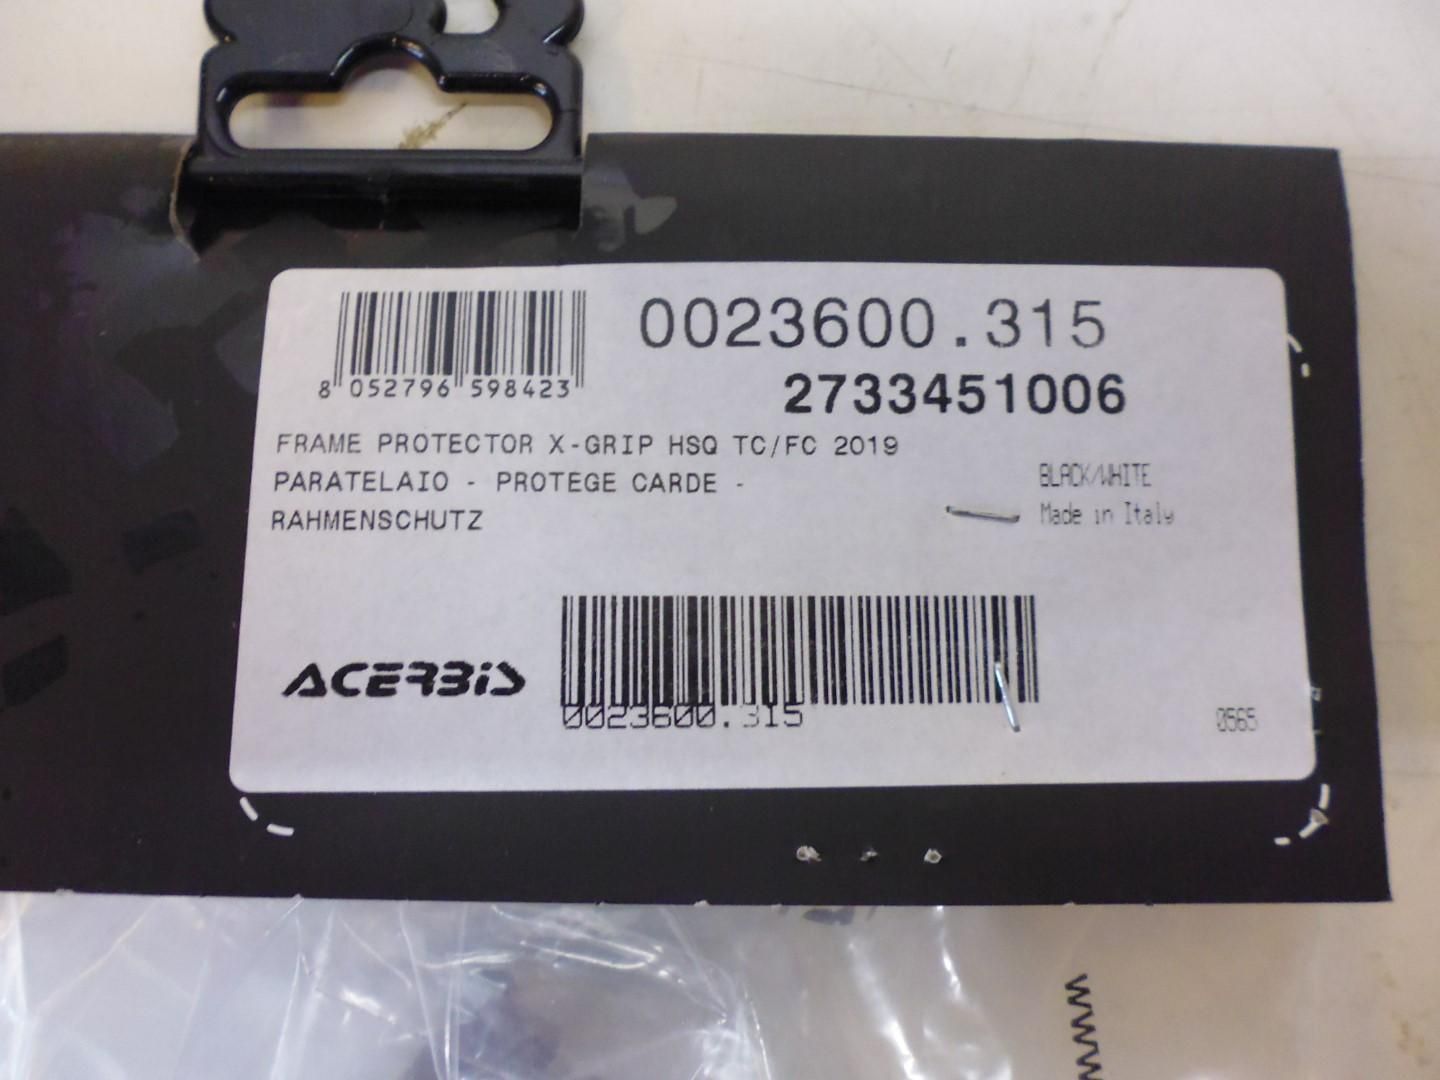 0023600.315
8 052796 598423
2733451006
FRAME PROTECTOR X-GRIP HSQ TC/FC 2019
PARATELAIO - PROTEGE CARDE -
BLACK/WHITE
RAHMENSCHUTZ
Made in Italy
ACERBIS
0023600.315
0565